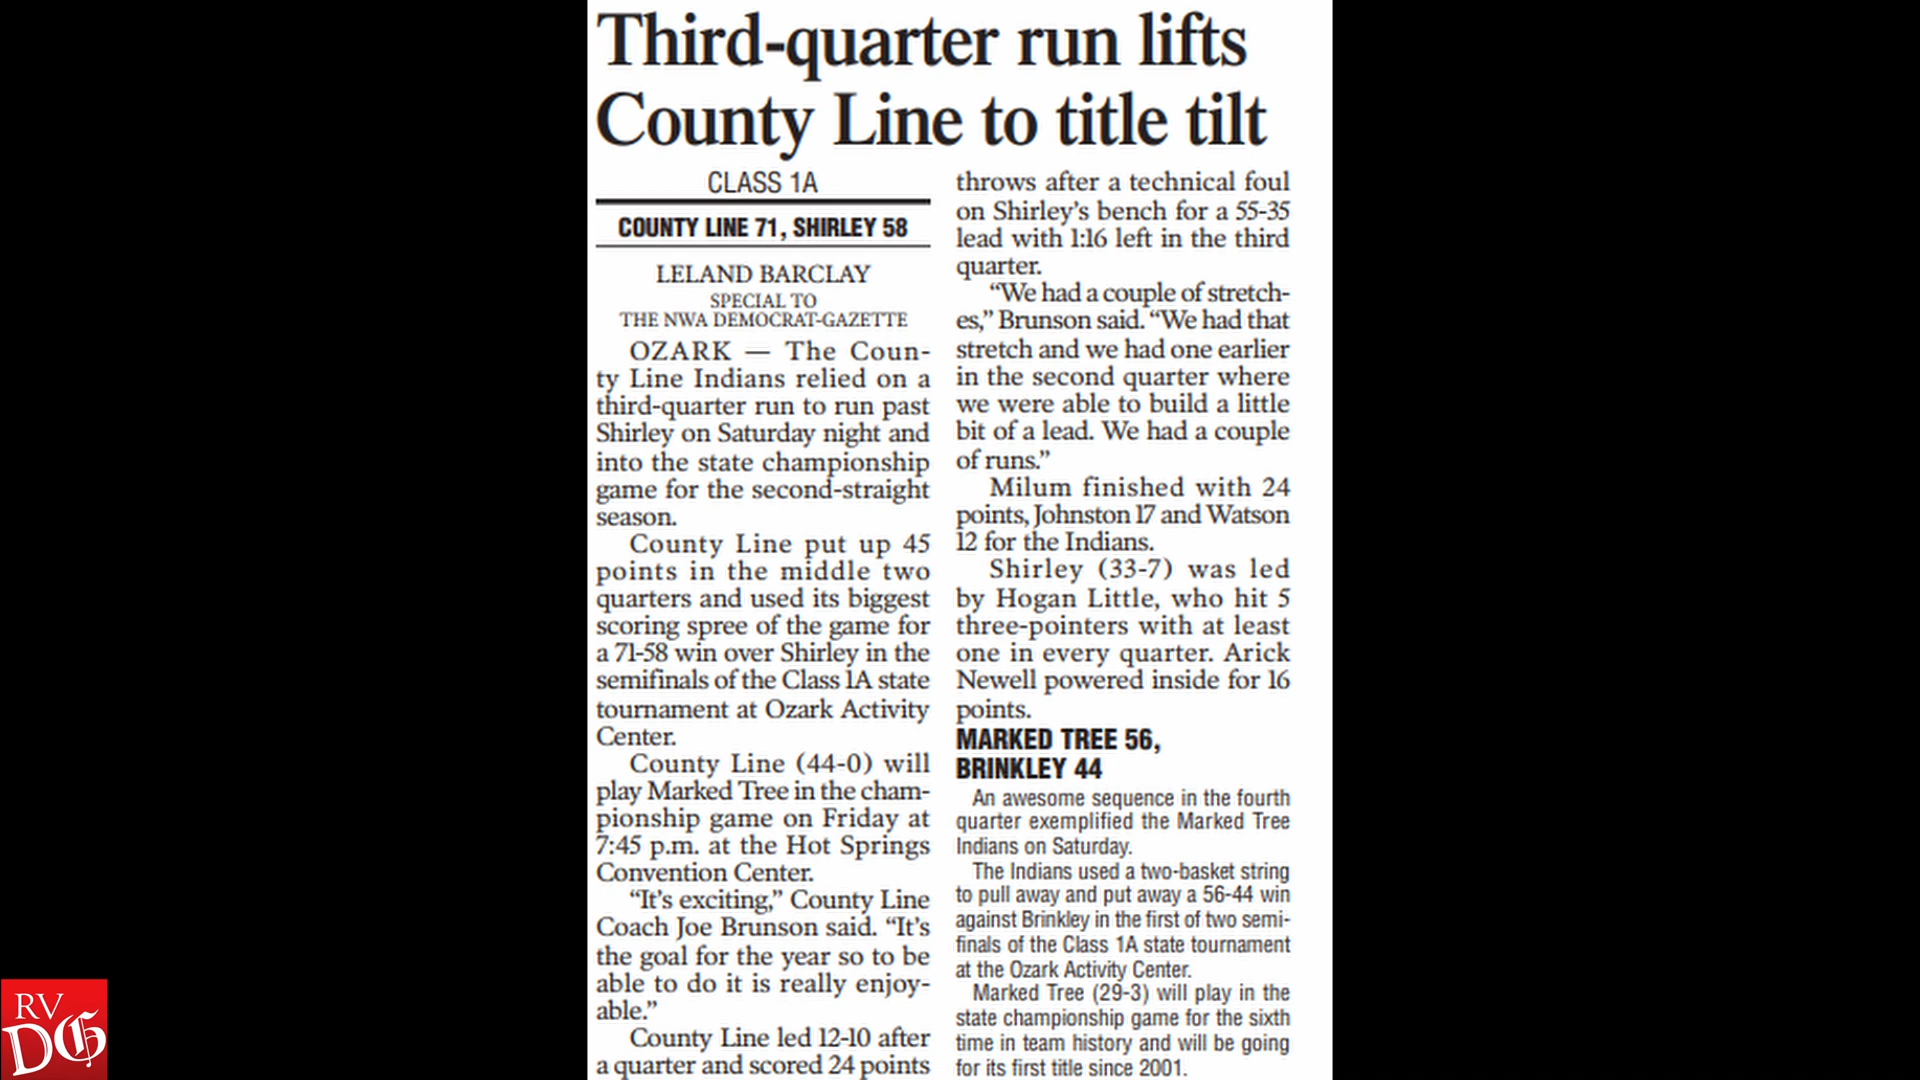 Third-quarter run lifts
County Line to title tilt
CLASS 1A
COUNTY LINE 71, SHIRLEY 58
LELAND BARCLAY
SPECIAL TO
THE NWA DEMOCRAT-GAZETTE
OZARK — The Coun-
ty Line Indians relied on a
third-quarter run to run past
Shirley on Saturday night and
into the state championship
game for the second-straight
season.
County Line put up 45
points in the middle two
quarters and used its biggest
scoring spree of the game for
a 71-58 win over Shirley in the
semifinals of the Class 1A state
tournament at Ozark Activity
Center.
County Line (44-0) will
play Marked Tree in the cham-
pionship game on Friday at
7:45 p.m. at the Hot Springs
Convention Center.
“It’s exciting,” County Line
Coach Joe Brunson said. “It’s
the goal for the year so to be
able to do it is really enjoy-
able.”
County Line led 12-10 after
a quarter and scored 24 points
throws after a technical foul
on Shirley’s bench for a 55-35
lead with 1:16 left in the third
quarter.
“We had a couple of stretch-
es,” Brunson said. “We had that
stretch and we had one earlier
in the second quarter where
we were able to build a little
bit of a lead. We had a couple
of runs.”
Milum finished with 24
points, Johnston 17 and Watson
12 for the Indians.
Shirley (33-7) was led
by Hogan Little, who hit 5
three-pointers with at least
one in every quarter. Arick
Newell powered inside for 16
points.
MARKED TREE 56,
BRINKLEY 44
An awesome sequence in the fourth
quarter exemplified the Marked Tree
Indians on Saturday.
The Indians used a two-basket string
to pull away and put away a 56-44 win
against Brinkley in the first of two semi-
finals of the Class 1A state tournament
at the Ozark Activity Center.
Marked Tree (29-3) will play in the
state championship game for the sixth
time in team history and will be going
for its first title since 2001.
RV
DG